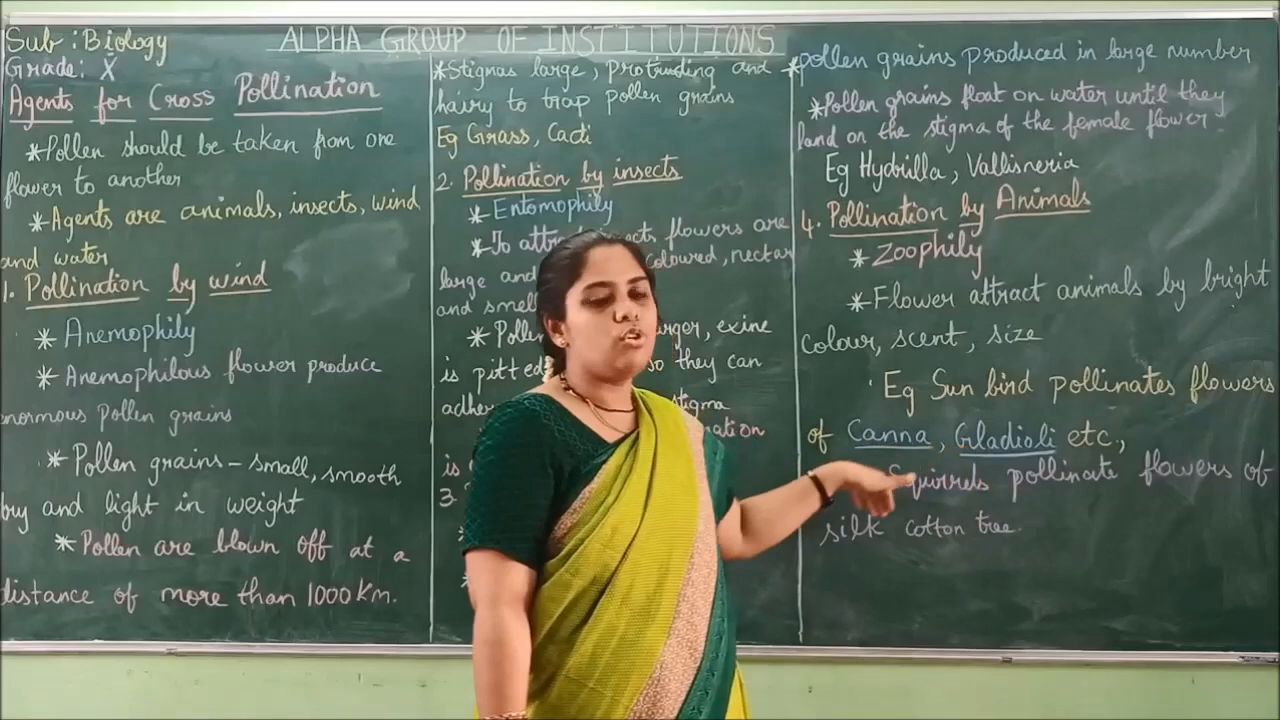 Sub : Biology
Grade: X
ALPHA GROUP OF INSTITUTIONS
Agents for Cross Pollination
*Pollen should be taken from one
flower to another
*Agents are animals, insects, wind
and water
1. Pollination by wind
* Anemophily
* Anemophilous flower produce
enormous pollen grains
* Pollen grains - small, smooth
dry and light in weight
* Pollen are blown off at a
distance of more than 1000 Km.
*Stigmas large, protruding and
hairy to trap pollen grains
Eg Grass, Cacti
2. Pollination by insects
* Entomophily
*To flowers are
large and coloured, nectar
and
* exine
is pitted so they can
stigma
is
3
*pollen grains produced in large number
*Pollen grains float on water until they
land on the stigma of the female flower.
Eg Hydrilla, Vallisneria
4. Pollination by Animals
* Zoophily
*Flower attract animals by bright
colour, scent, size
Eg Sun bird pollinates flowers
of Canna, Gladioli etc.,
Squirrels pollinate flowers of
silk cotton tree.